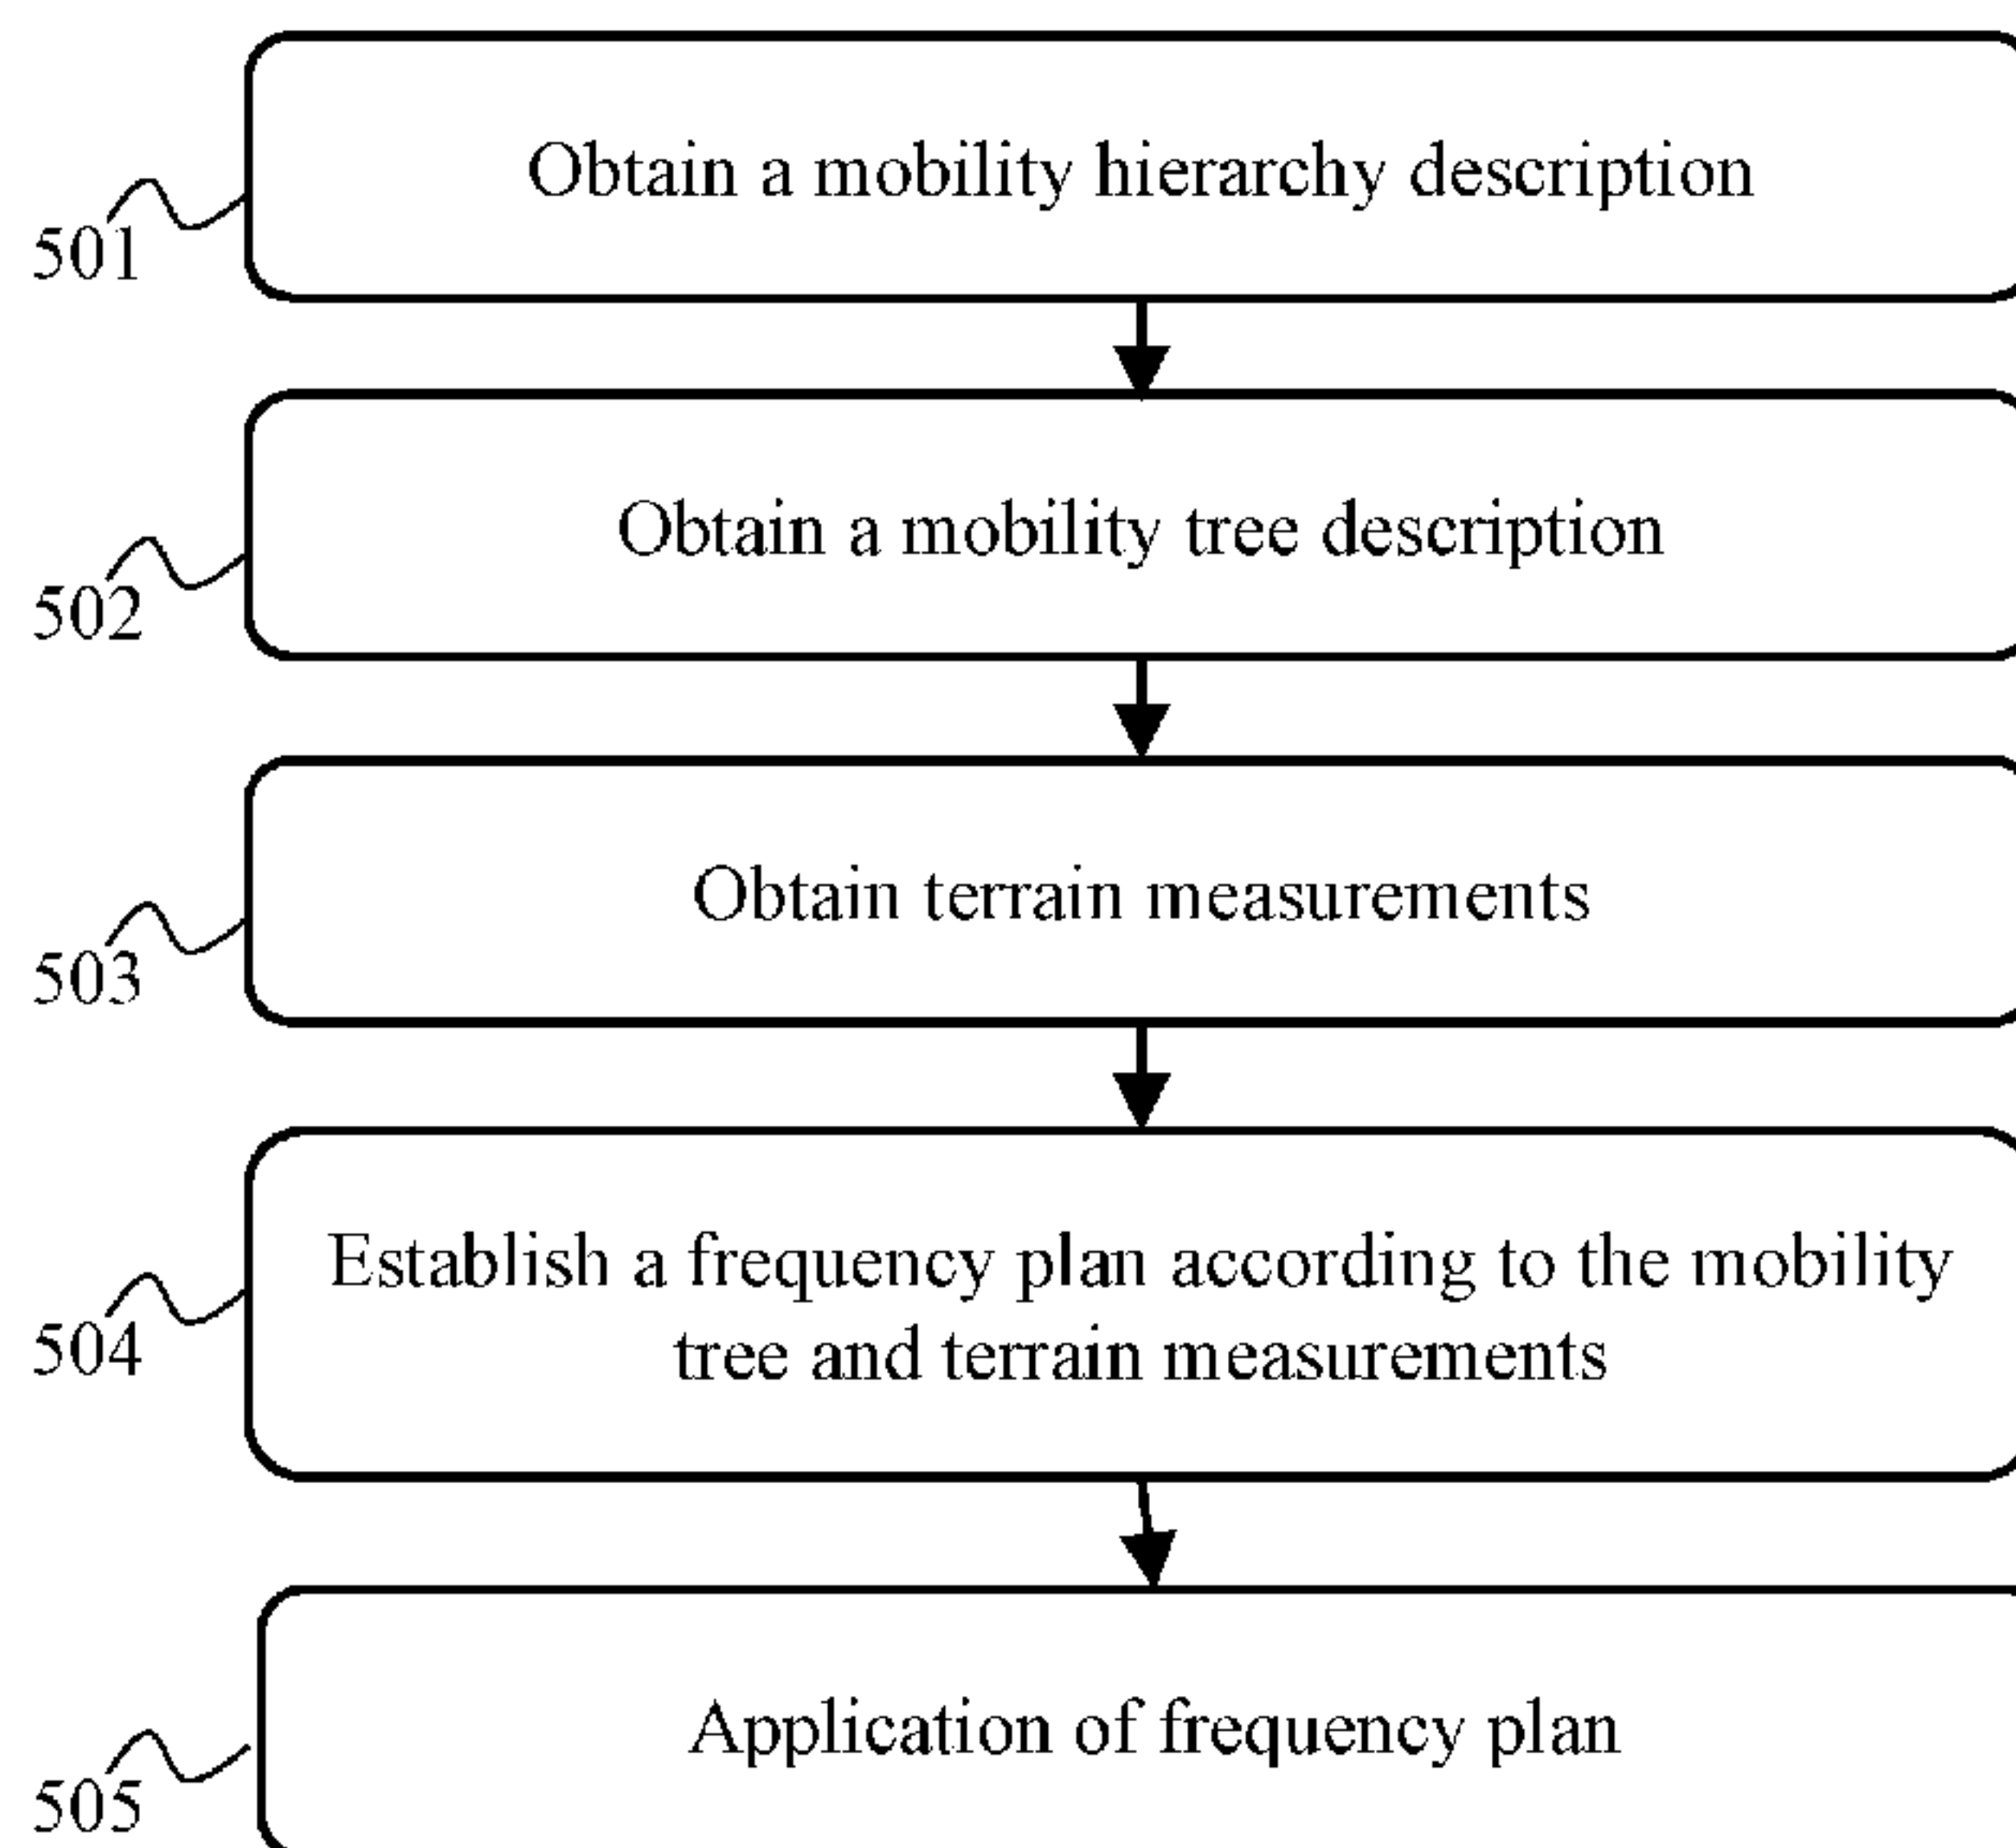 Obtain a mobility hierarchy description
501
Obtain a mobility tree description
502
Obtain terrain measurements
503
Establish a frequency plan according to the mobility
tree and terrain measurements
504
Application of frequency plan
505